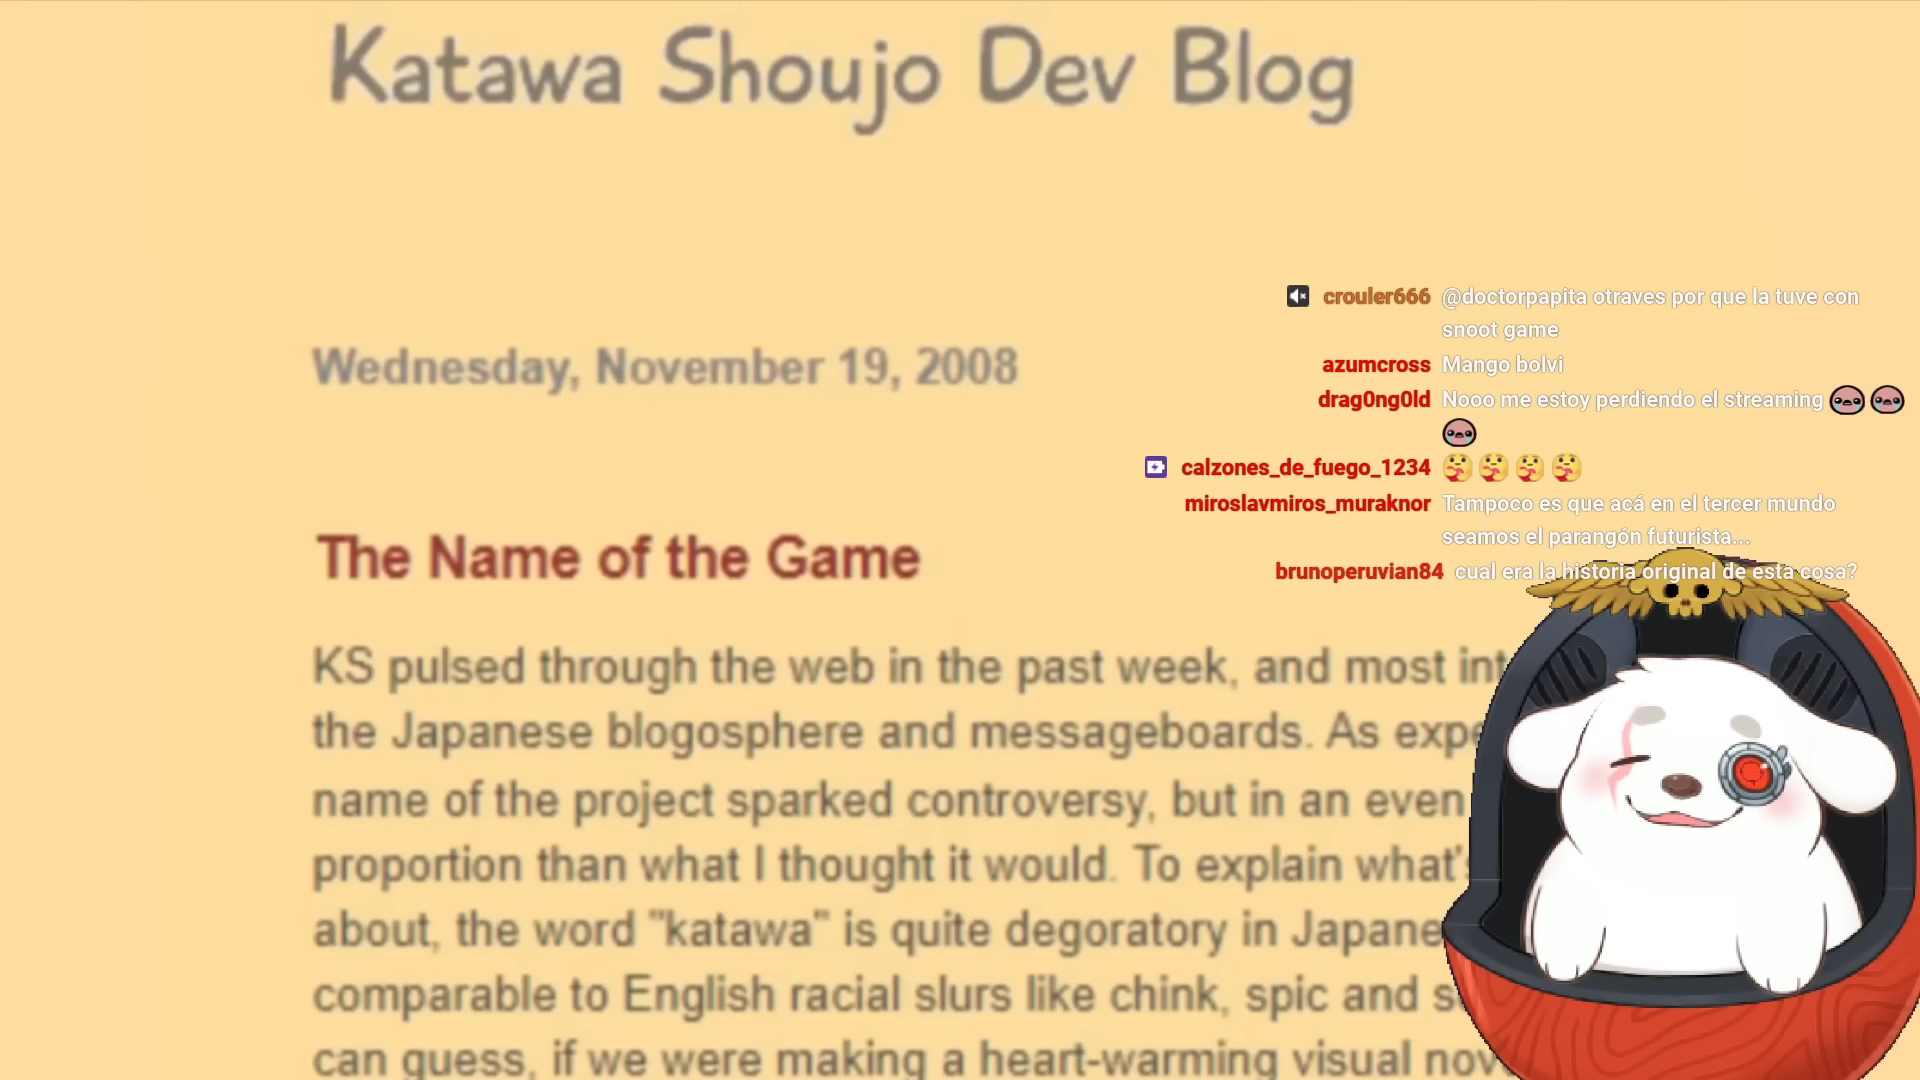 Katawa Shoujo Dev Blog
Wednesday, November 19, 2008
The Name of the Game
KS pulsed through the web in the past week, and most
the Japanese blogosphere and messageboards. As
name of the project sparked controversy, but in an even
proportion than what I thought it would. To explain
about, the word "katawa" is quite degoratory in
comparable to English racial slurs like chink, spic and
can guess, if we were making a heart-warming visual
crouler666 @doctorpapita otraves por que la tuve con
snoot game
azumcross Mango bolvi
drag0ng0ld Nooo me estoy perdiendo el streaming
calzones_de_fuego_1234
miroslavmiros_muraknor Tampoco es que acá en el tercer mundo
seamos el parangón futurista...
brunoperuvian84 cual era la historia original de esta cosa?